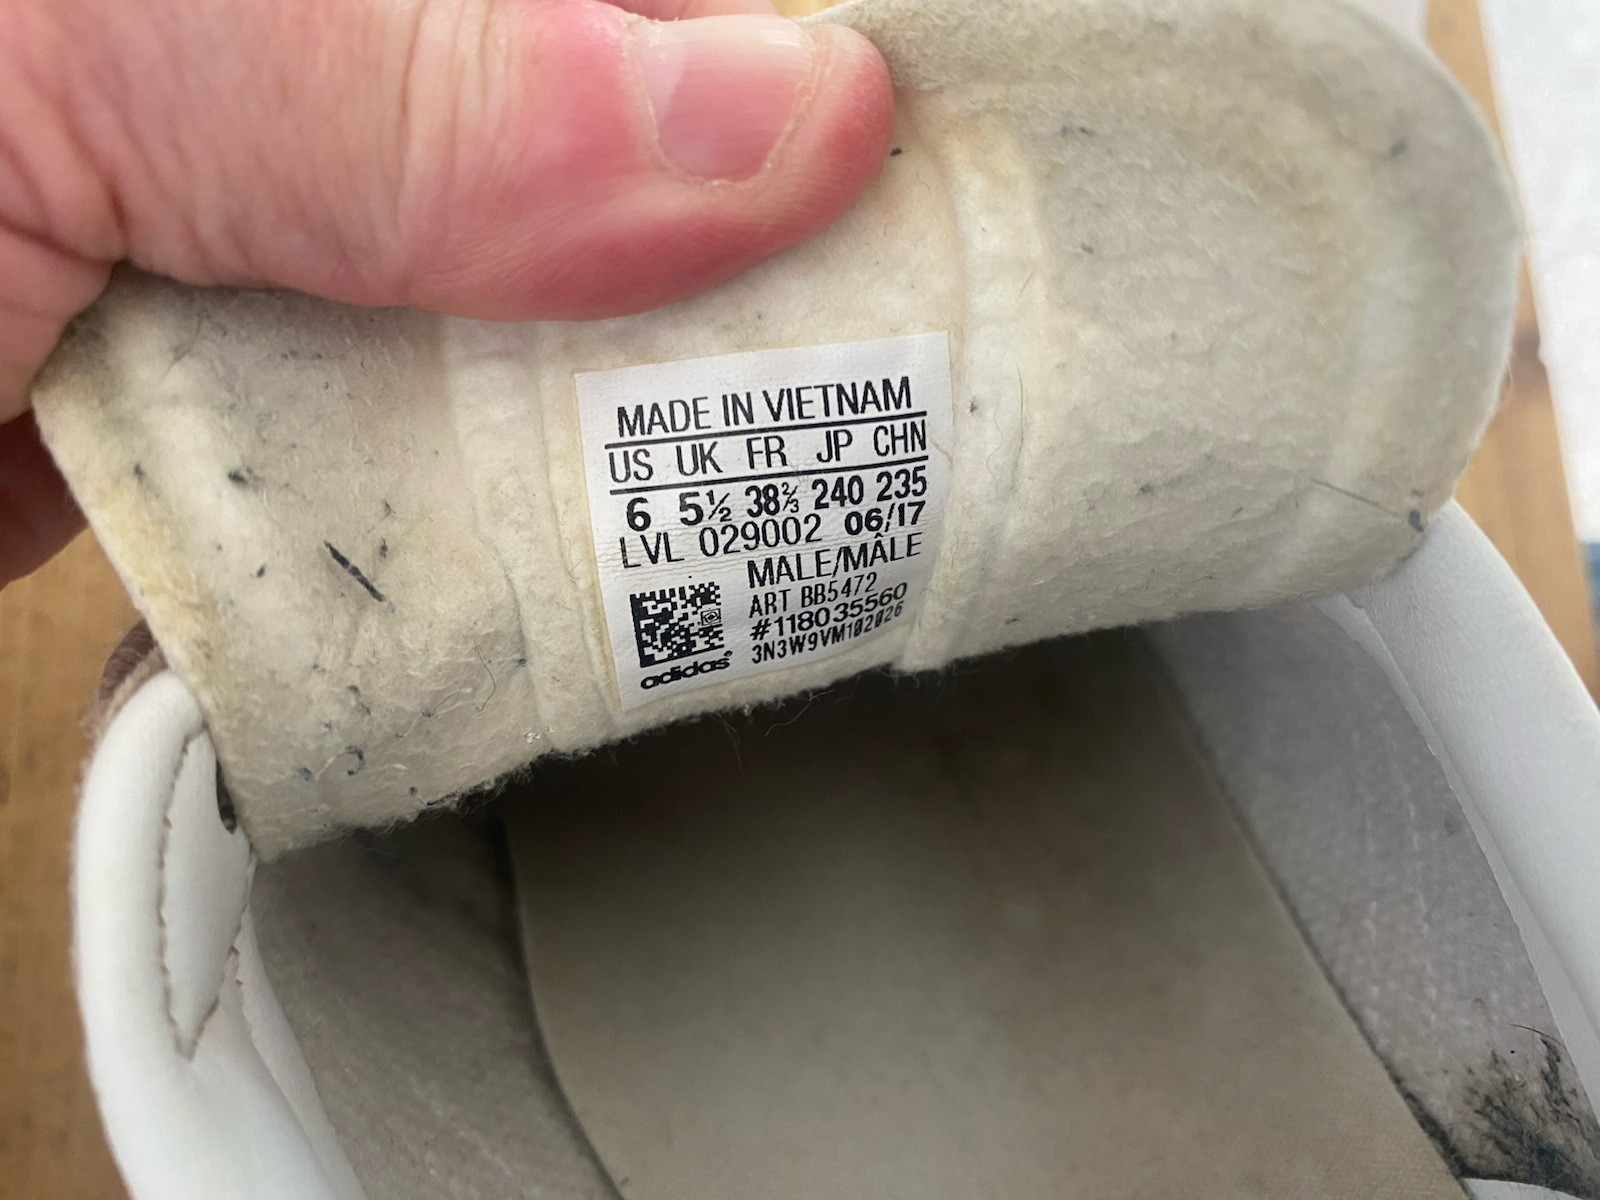 MADE IN VIETNAM
US UK FR JP CHN
6 5½ 38⅔ 240 235
LVL 029002 06/17
MALE/MÂLE
ART BB5472
#118035560
3N3W9VM102026
adidas